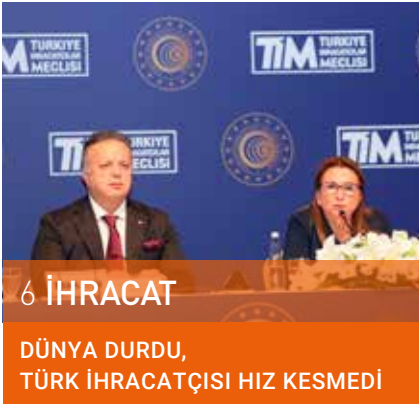 M TÜRKİYE
İHRACATÇILAR
MECLİSİ
TİM TÜRKİYE
İHRACATÇILAR
MECLİSİ
TİM TÜRKİYE
İHRACATÇILAR
MECLİSİ
TİM TÜ
6 İHRACAT
DÜNYA DURDU,
TÜRK İHRACATÇISI HIZ KESMEDİ